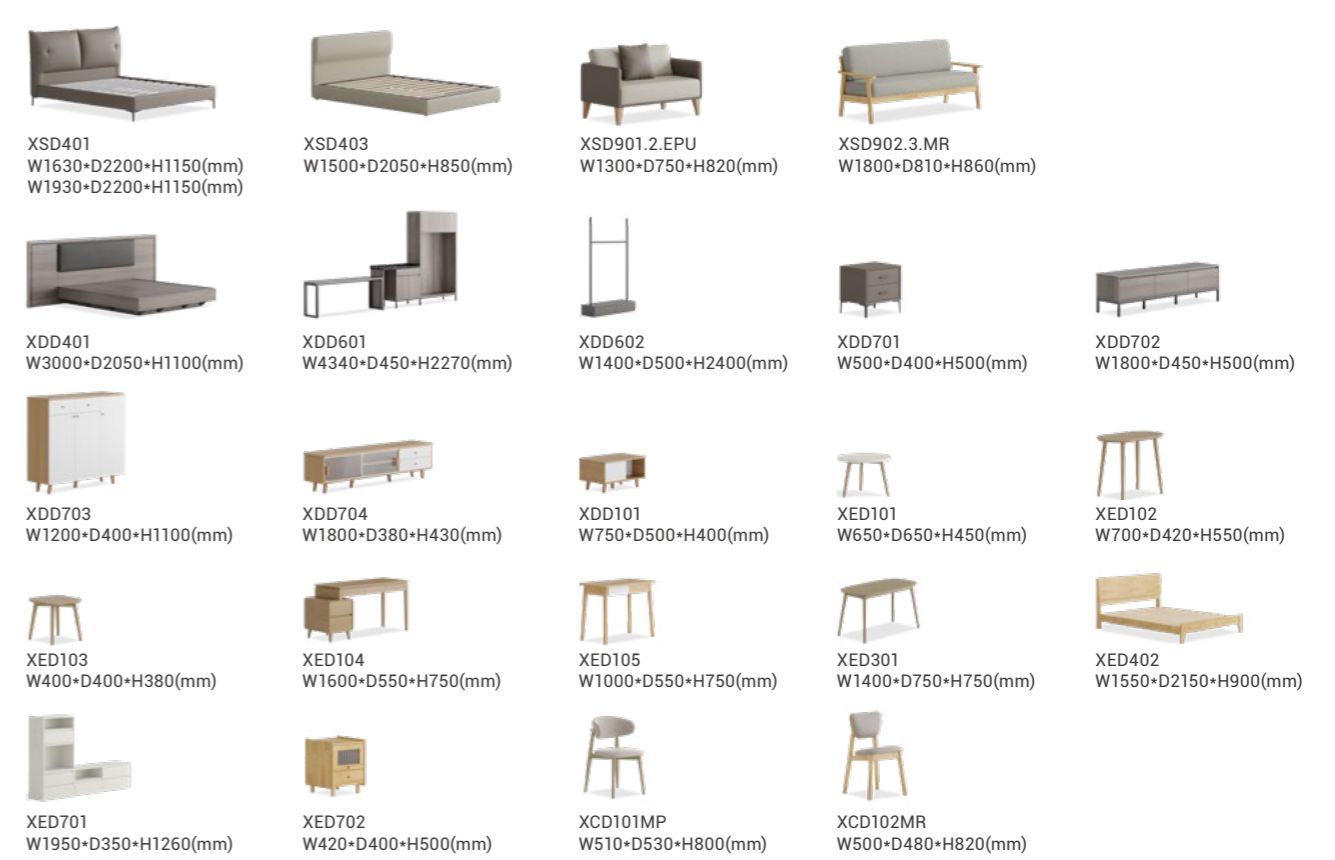 XSD401
W1630*D2200*H1150(mm)
W1930*D2200*H1150(mm)
XSD403
W1500*D2050*H850(mm)
XSD901.2.EPU
W1300*D750*H820(mm)
XSD902.3.MR
W1800*D810*H860(mm)
XDD401
W3000*D2050*H1100(mm)
XDD601
W4340*D450*H2270(mm)
XDD602
W1400*D500*H2400(mm)
XDD701
W500*D400*H500(mm)
XDD702
W1800*D450*H500(mm)
XDD703
W1200*D400*H1100(mm)
XDD704
W1800*D380*H430(mm)
XDD101
W750*D500*H400(mm)
XED101
W650*D650*H450(mm)
XED102
W700*D420*H550(mm)
XED103
W400*D400*H380(mm)
XED104
W1600*D550*H750(mm)
XED105
W1000*D550*H750(mm)
XED301
W1400*D750*H750(mm)
XED402
W1550*D2150*H900(mm)
XED701
W1950*D350*H1260(mm)
XED702
W420*D400*H500(mm)
XCD101MP
W510*D530*H800(mm)
XCD102MR
W500*D480*H820(mm)